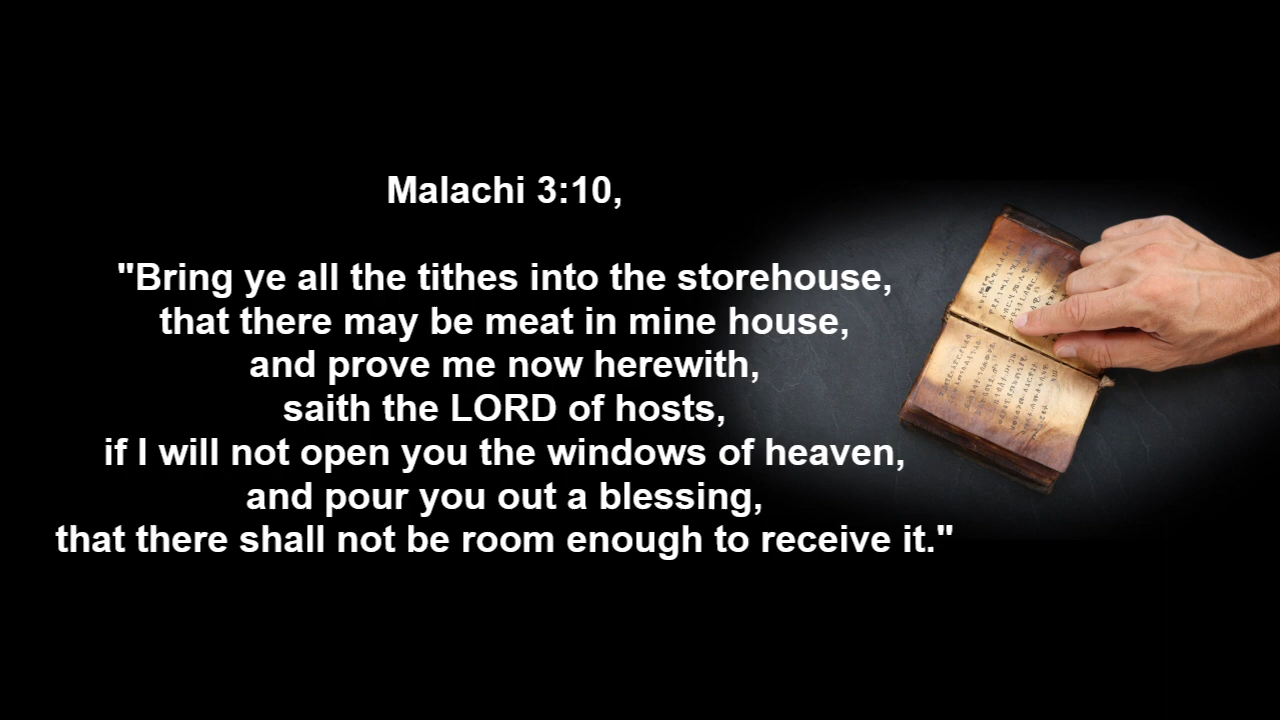 Malachi 3:10,
"Bring ye all the tithes into the storehouse,
that there may be meat in mine house,
and prove me now herewith,
saith the LORD of hosts,
if I will not open you the windows of heaven,
and pour you out a blessing,
that there shall not be room enough to receive it."